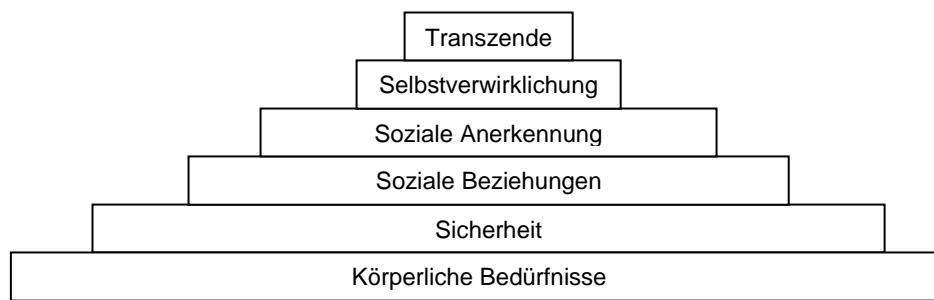 Transzende
Selbstverwirklichung
Soziale Anerkennung
Soziale Beziehungen
Sicherheit
Körperliche Bedürfnisse